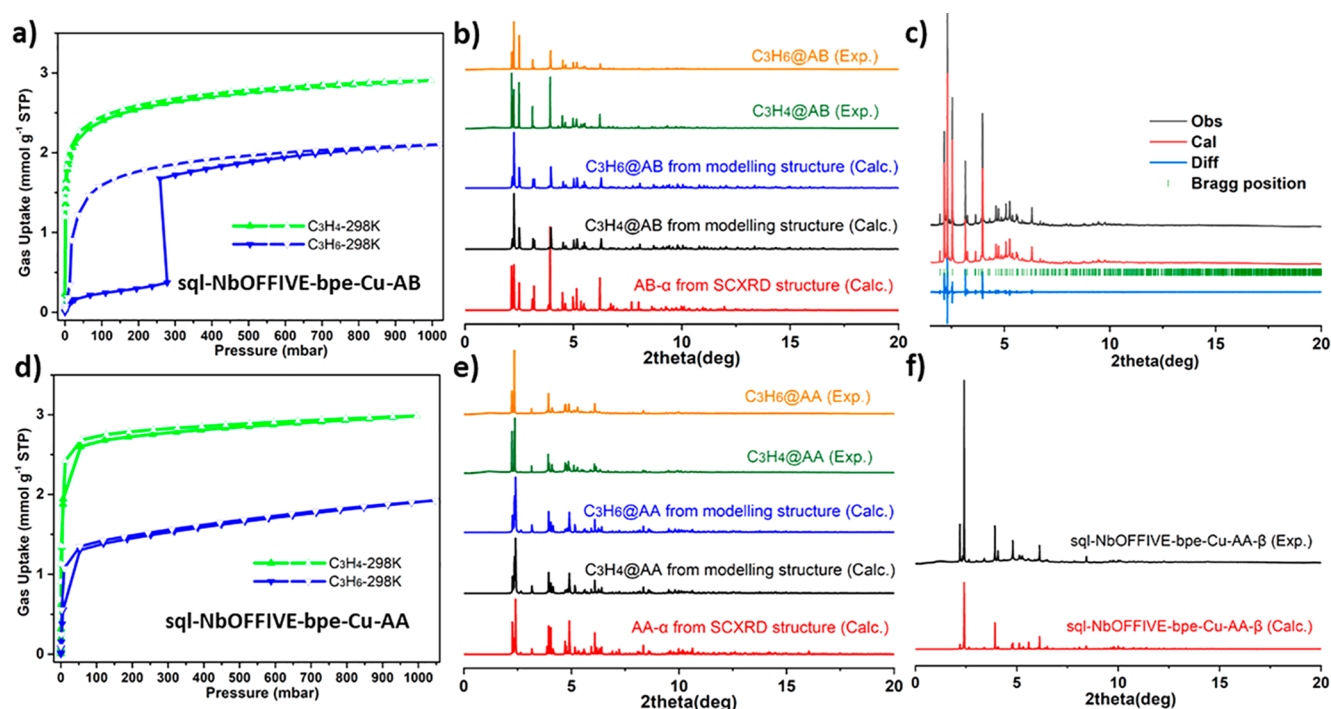 a)
Gas Uptake (mmol g⁻¹ STP)
3
2
1
0
C₃H₄-298K
C₃H₆-298K
sql-NbOFFIVE-bpe-Cu-AB
0 100 200 300 400 500 600 700 800 900 1000
Pressure (mbar)
b)
C₃H₆@AB (Exp.)
C₃H₄@AB (Exp.)
C₃H₆@AB from modelling structure (Calc.)
C₃H₄@AB from modelling structure (Calc.)
AB-α from SCXRD structure (Calc.)
0 5 10 15 20
2theta(deg)
c)
Obs
Cal
Diff
Bragg position
5 10 15 20
2theta(deg)
d)
Gas Uptake (mmol g⁻¹ STP)
4
3
2
1
0
C₃H₄-298K
C₃H₆-298K
sql-NbOFFIVE-bpe-Cu-AA
0 100 200 300 400 500 600 700 800 900 1000
Pressure (mbar)
e)
C₃H₆@AA (Exp.)
C₃H₄@AA (Exp.)
C₃H₆@AA from modelling structure (Calc.)
C₃H₄@AA from modelling structure (Calc.)
AA-α from SCXRD structure (Calc.)
0 5 10 15 20
2theta(deg)
f)
sql-NbOFFIVE-bpe-Cu-AA-β (Exp.)
sql-NbOFFIVE-bpe-Cu-AA-β (Calc.)
0 5 10 15 20
2theta(deg)